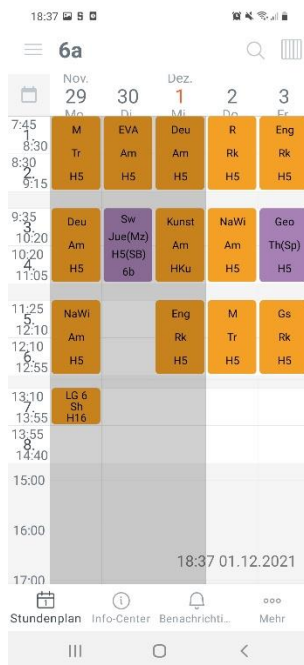 18:37
6a
Nov. Dez.
29 30 1 2 3
Mo Di Mi Do Fr
7:45
1.
8:30
8:30
2.
9:15
M EVA Deu R Eng
Tr Am Am Rk Rk
H5 H5 H5 H5 H5
9:35
3.
10:20
10:20
4.
11:05
Deu Sw Kunst NaWi Geo
Am Jue(Mz) Am Am Th(Sp)
H5 H5(SB) HKu H5 H5
6b
11:25
5.
12:10
12:10
6.
12:55
NaWi Eng M Gs
Am Rk Tr Rk
H5 H5 H5 H5
13:10
7.
13:55
LG 6
Sh
H16
13:55
8.
14:40
15:00
16:00
18:37 01.12.2021
17:00
1
Stundenplan Info-Center Benachrichti... Mehr